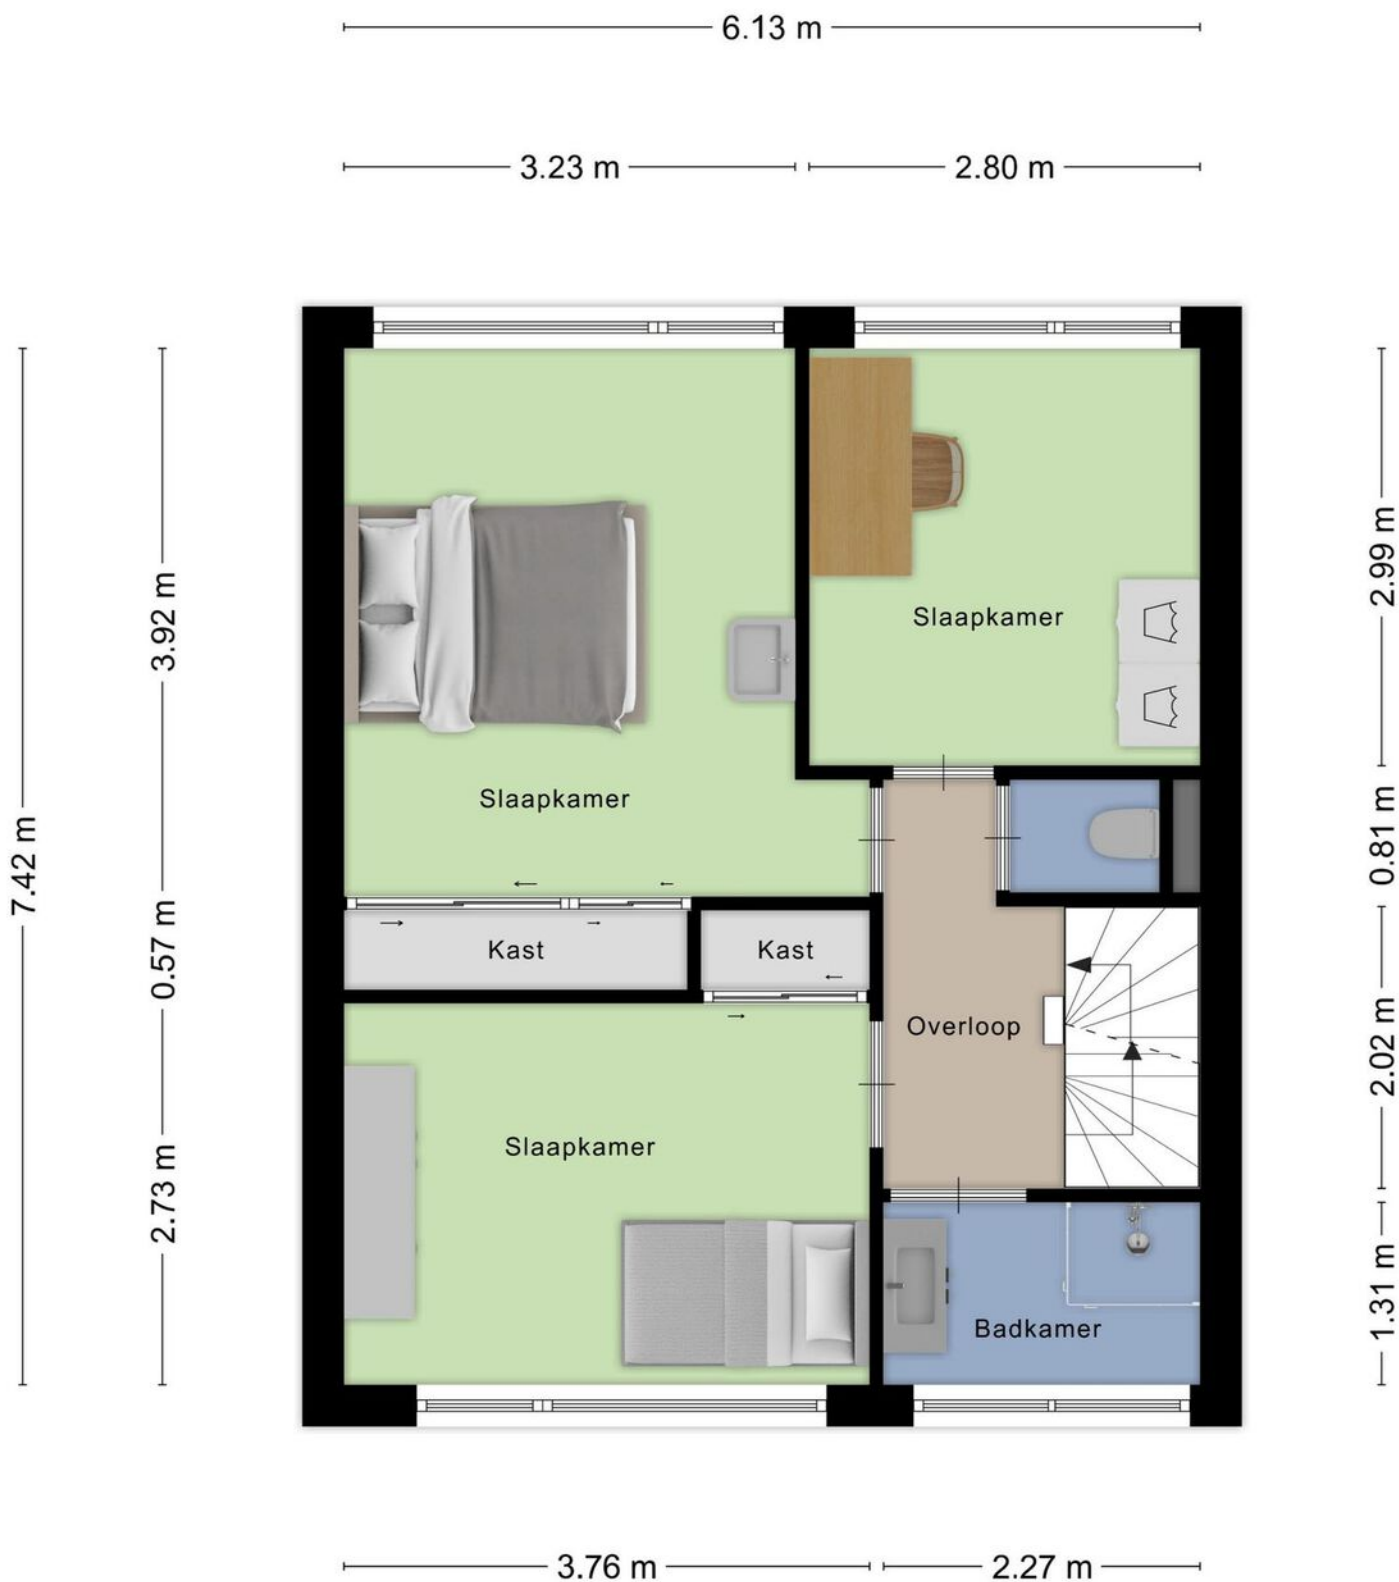 6.13 m
3.23 m
2.80 m
7.42 m
3.92 m
0.57 m
2.73 m
2.99 m
0.81 m
2.02 m
1.31 m
Slaapkamer
Slaapkamer
Kast
Kast
Overloop
Slaapkamer
Badkamer
3.76 m
2.27 m